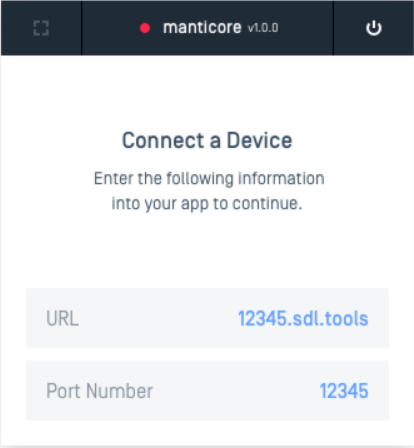 manticore v1.0.0
Connect a Device
Enter the following information
into your app to continue.
URL 12345.sdl.tools
Port Number 12345